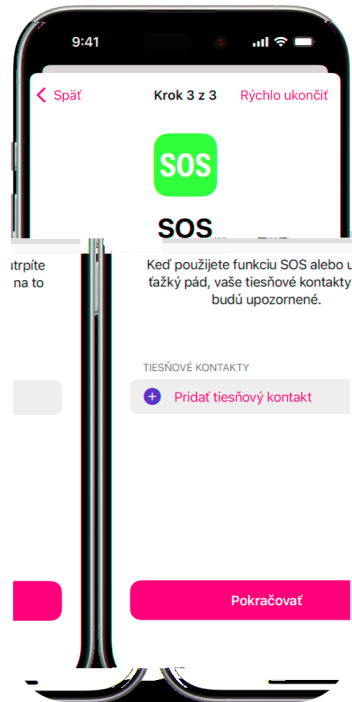 9:41
Späť
Krok 3 z 3
Rýchlo ukončiť
SOS
SOS
utrpíte
na to
Keď použijete funkciu SOS alebo u
ťažký pád, vaše tiesňové kontakty
budú upozornené.
TIESŇOVÉ KONTAKTY
Pridať tiesňový kontakt
Pokračovať